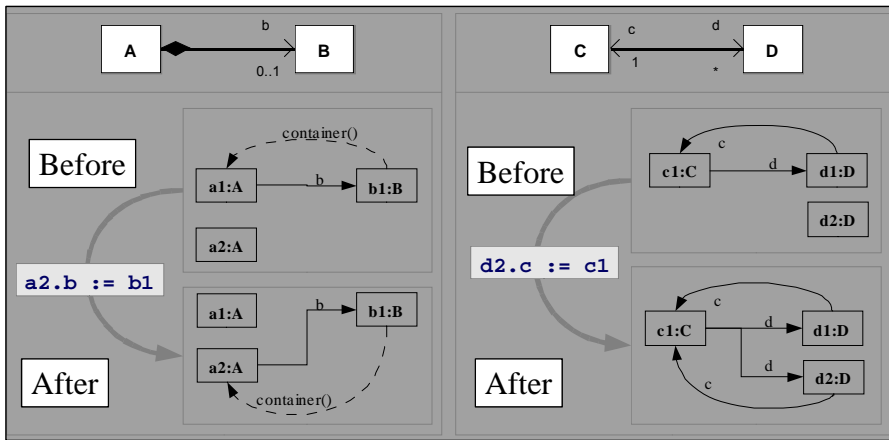 b
A
B
0..1
Before
container()
a1:A
b
b1:B
a2:A
a2.b := b1
a1:A
b
b1:B
a2:A
After
container()
c
d
C
D
1
*
Before
c
c1:C
d
d1:D
d2:D
d2.c := c1
c
c1:C
d
d1:D
d
d2:D
After
c